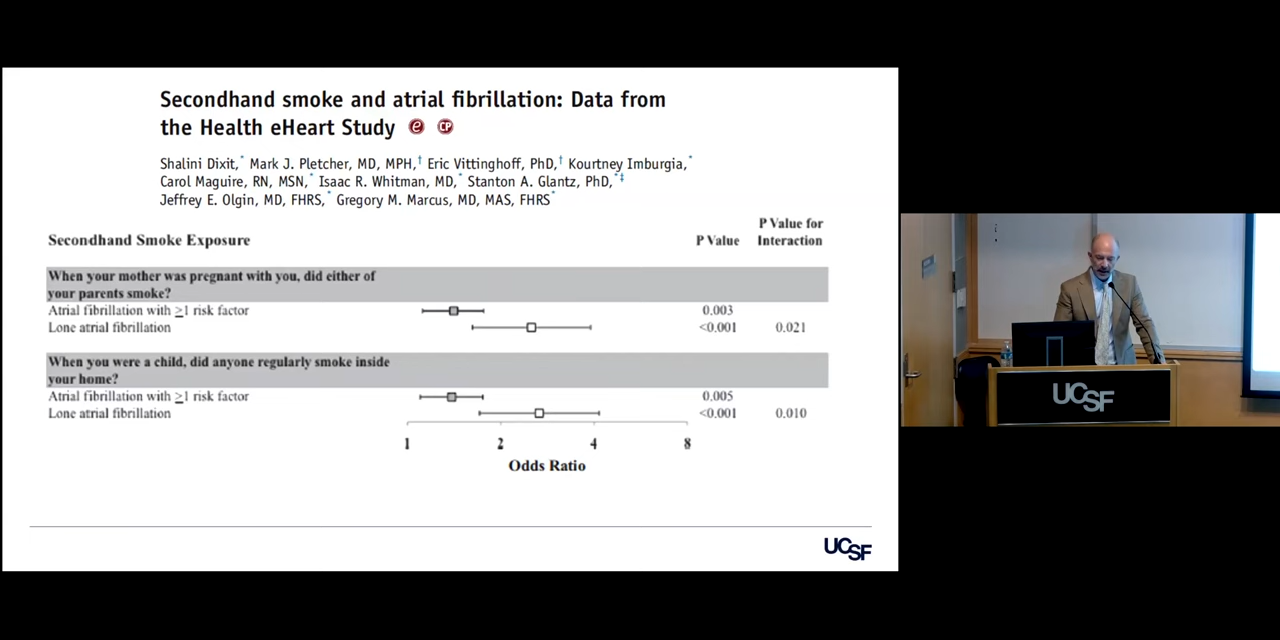 Secondhand smoke and atrial fibrillation: Data from
the Health eHeart Study e CP
Shalini Dixit,* Mark J. Pletcher, MD, MPH,† Eric Vittinghoff, PhD,† Kourtney Imburgia,*
Carol Maguire, RN, MSN,* Isaac R. Whitman, MD,* Stanton A. Glantz, PhD,*‡
Jeffrey E. Olgin, MD, FHRS,* Gregory M. Marcus, MD, MAS, FHRS*
Secondhand Smoke Exposure P Value P Value for Interaction
When your mother was pregnant with you, did either of
your parents smoke?
Atrial fibrillation with ≥1 risk factor 0.003
Lone atrial fibrillation <0.001 0.021
When you were a child, did anyone regularly smoke inside
your home?
Atrial fibrillation with ≥1 risk factor 0.005
Lone atrial fibrillation <0.001 0.010
1 2 4 8
Odds Ratio
UCSF
UCSF